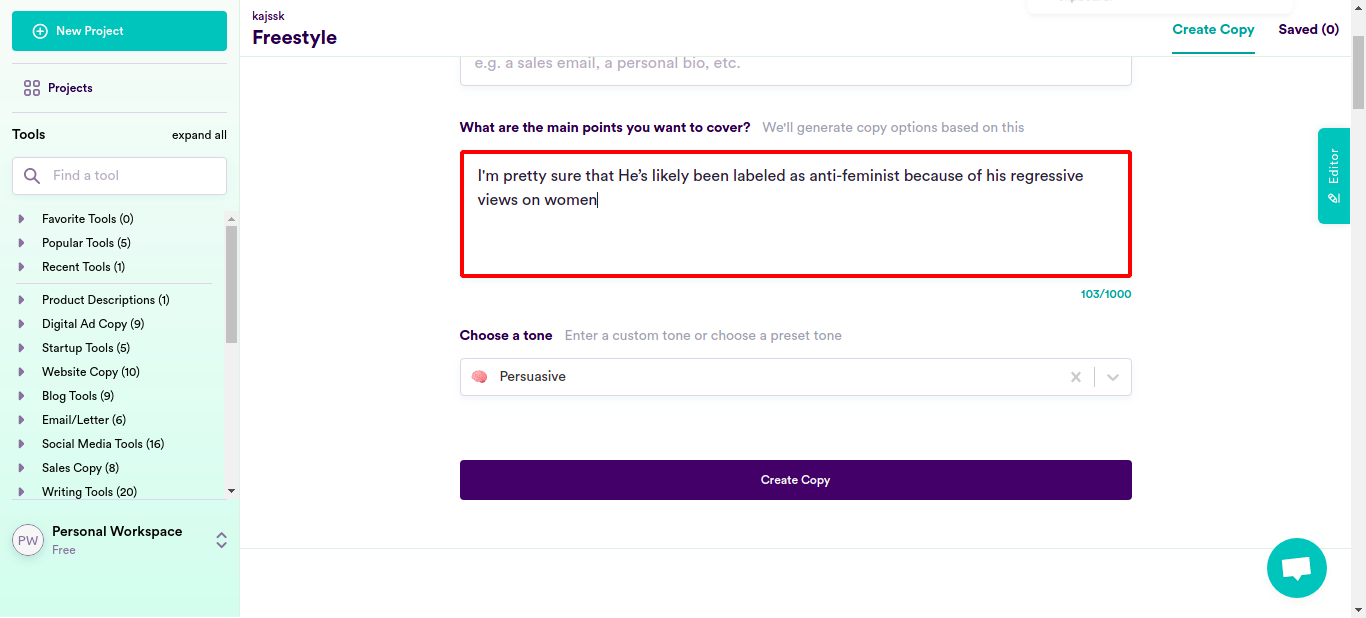 New Project
Projects
Tools
expand all
Find a tool
Favorite Tools (0)
Popular Tools (5)
Recent Tools (1)
Product Descriptions (1)
Digital Ad Copy (9)
Startup Tools (5)
Website Copy (10)
Blog Tools (9)
Email/Letter (6)
Social Media Tools (16)
Sales Copy (8)
Writing Tools (20)
PW
Personal Workspace
Free
kajssk
Freestyle
Create Copy
Saved (0)
e.g. a sales email, a personal bio, etc.
What are the main points you want to cover? We'll generate copy options based on this
I'm pretty sure that He’s likely been labeled as anti-feminist because of his regressive
views on women
103/1000
Choose a tone Enter a custom tone or choose a preset tone
Persuasive
Create Copy
Editor